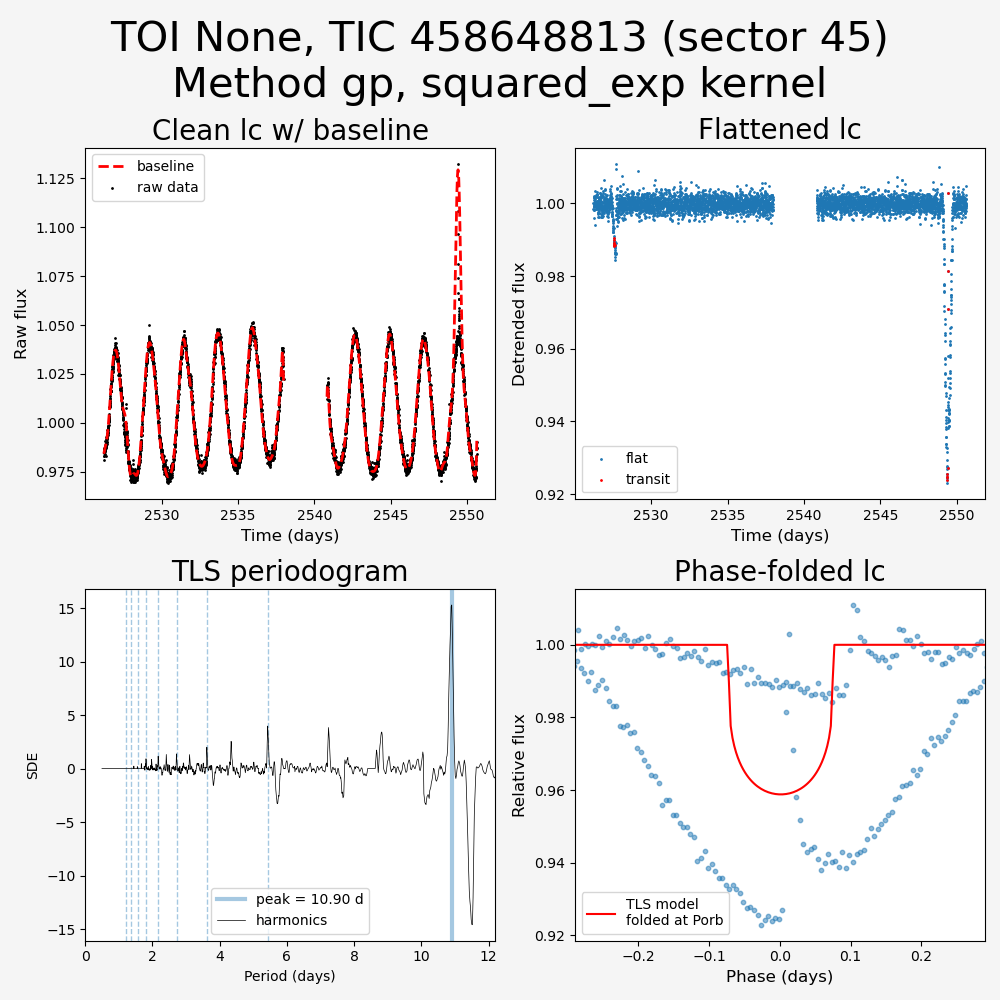 TOI None, TIC 458648813 (sector 45)
Method gp, squared_exp kernel
Clean lc w/ baseline
baseline
raw data
1.125
1.100
1.075
1.050
1.025
1.000
0.975
Raw flux
2530
2535
2540
2545
2550
Time (days)
Flattened lc
1.00
0.98
0.96
0.94
0.92
Detrended flux
flat
transit
2530
2535
2540
2545
2550
Time (days)
TLS periodogram
15
10
5
0
−5
−10
−15
SDE
peak = 10.90 d
harmonics
0
2
4
6
8
10
12
Period (days)
Phase-folded lc
1.00
0.98
0.96
0.94
0.92
Relative flux
TLS model
folded at Porb
−0.2
−0.1
0.0
0.1
0.2
Phase (days)